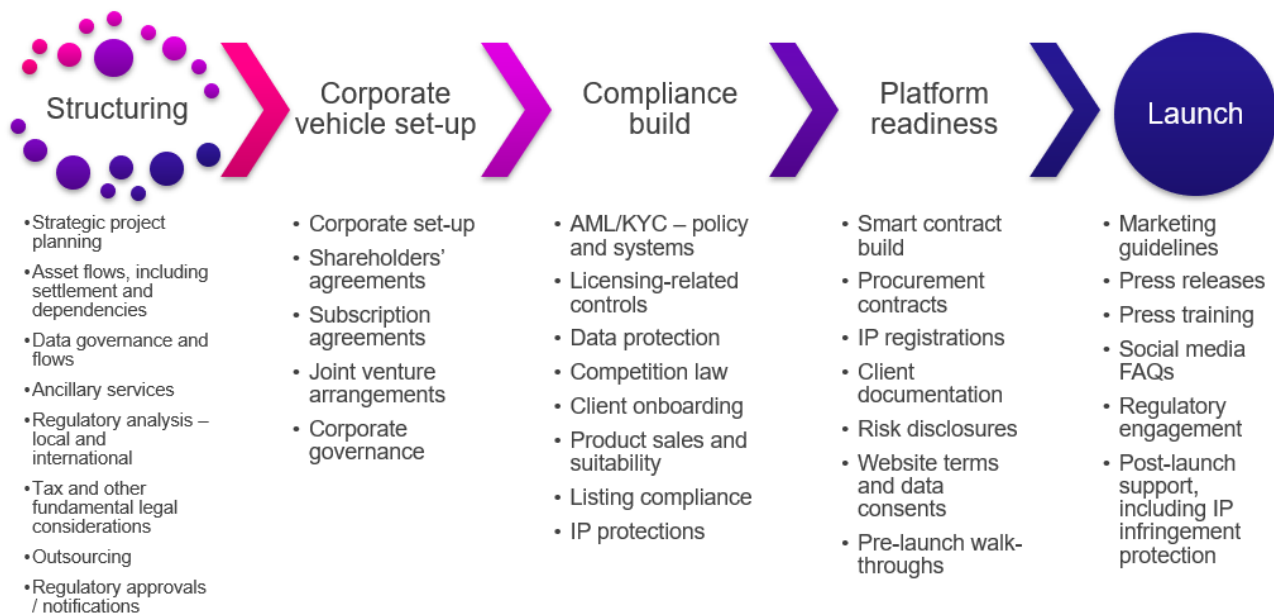 Structuring
•Strategic project
planning
•Asset flows, including
settlement and
dependencies
•Data governance and
flows
•Ancillary services
•Regulatory analysis –
local and
international
•Tax and other
fundamental legal
considerations
•Outsourcing
•Regulatory approvals
/ notifications
Corporate
vehicle set-up
• Corporate set-up
• Shareholders’
agreements
• Subscription
agreements
• Joint venture
arrangements
• Corporate
governance
Compliance
build
• AML/KYC – policy
and systems
• Licensing-related
controls
• Data protection
• Competition law
• Client onboarding
• Product sales and
suitability
• Listing compliance
• IP protections
Platform
readiness
• Smart contract
build
• Procurement
contracts
• IP registrations
• Client
documentation
• Risk disclosures
• Website terms
and data
consents
• Pre-launch walk-
throughs
Launch
• Marketing
guidelines
• Press releases
• Press training
• Social media
FAQs
• Regulatory
engagement
• Post-launch
support,
including IP
infringement
protection